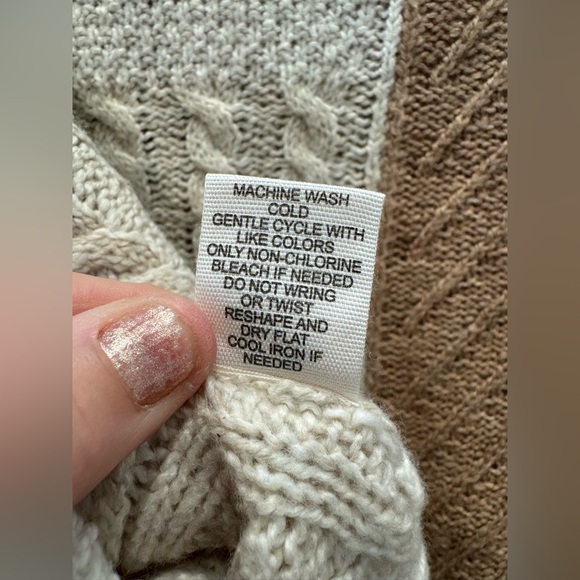 MACHINE WASH
COLD
GENTLE CYCLE WITH
LIKE COLORS
ONLY NON-CHLORINE
BLEACH IF NEEDED
DO NOT WRING
OR TWIST
RESHAPE AND
DRY FLAT
COOL IRON IF
NEEDED